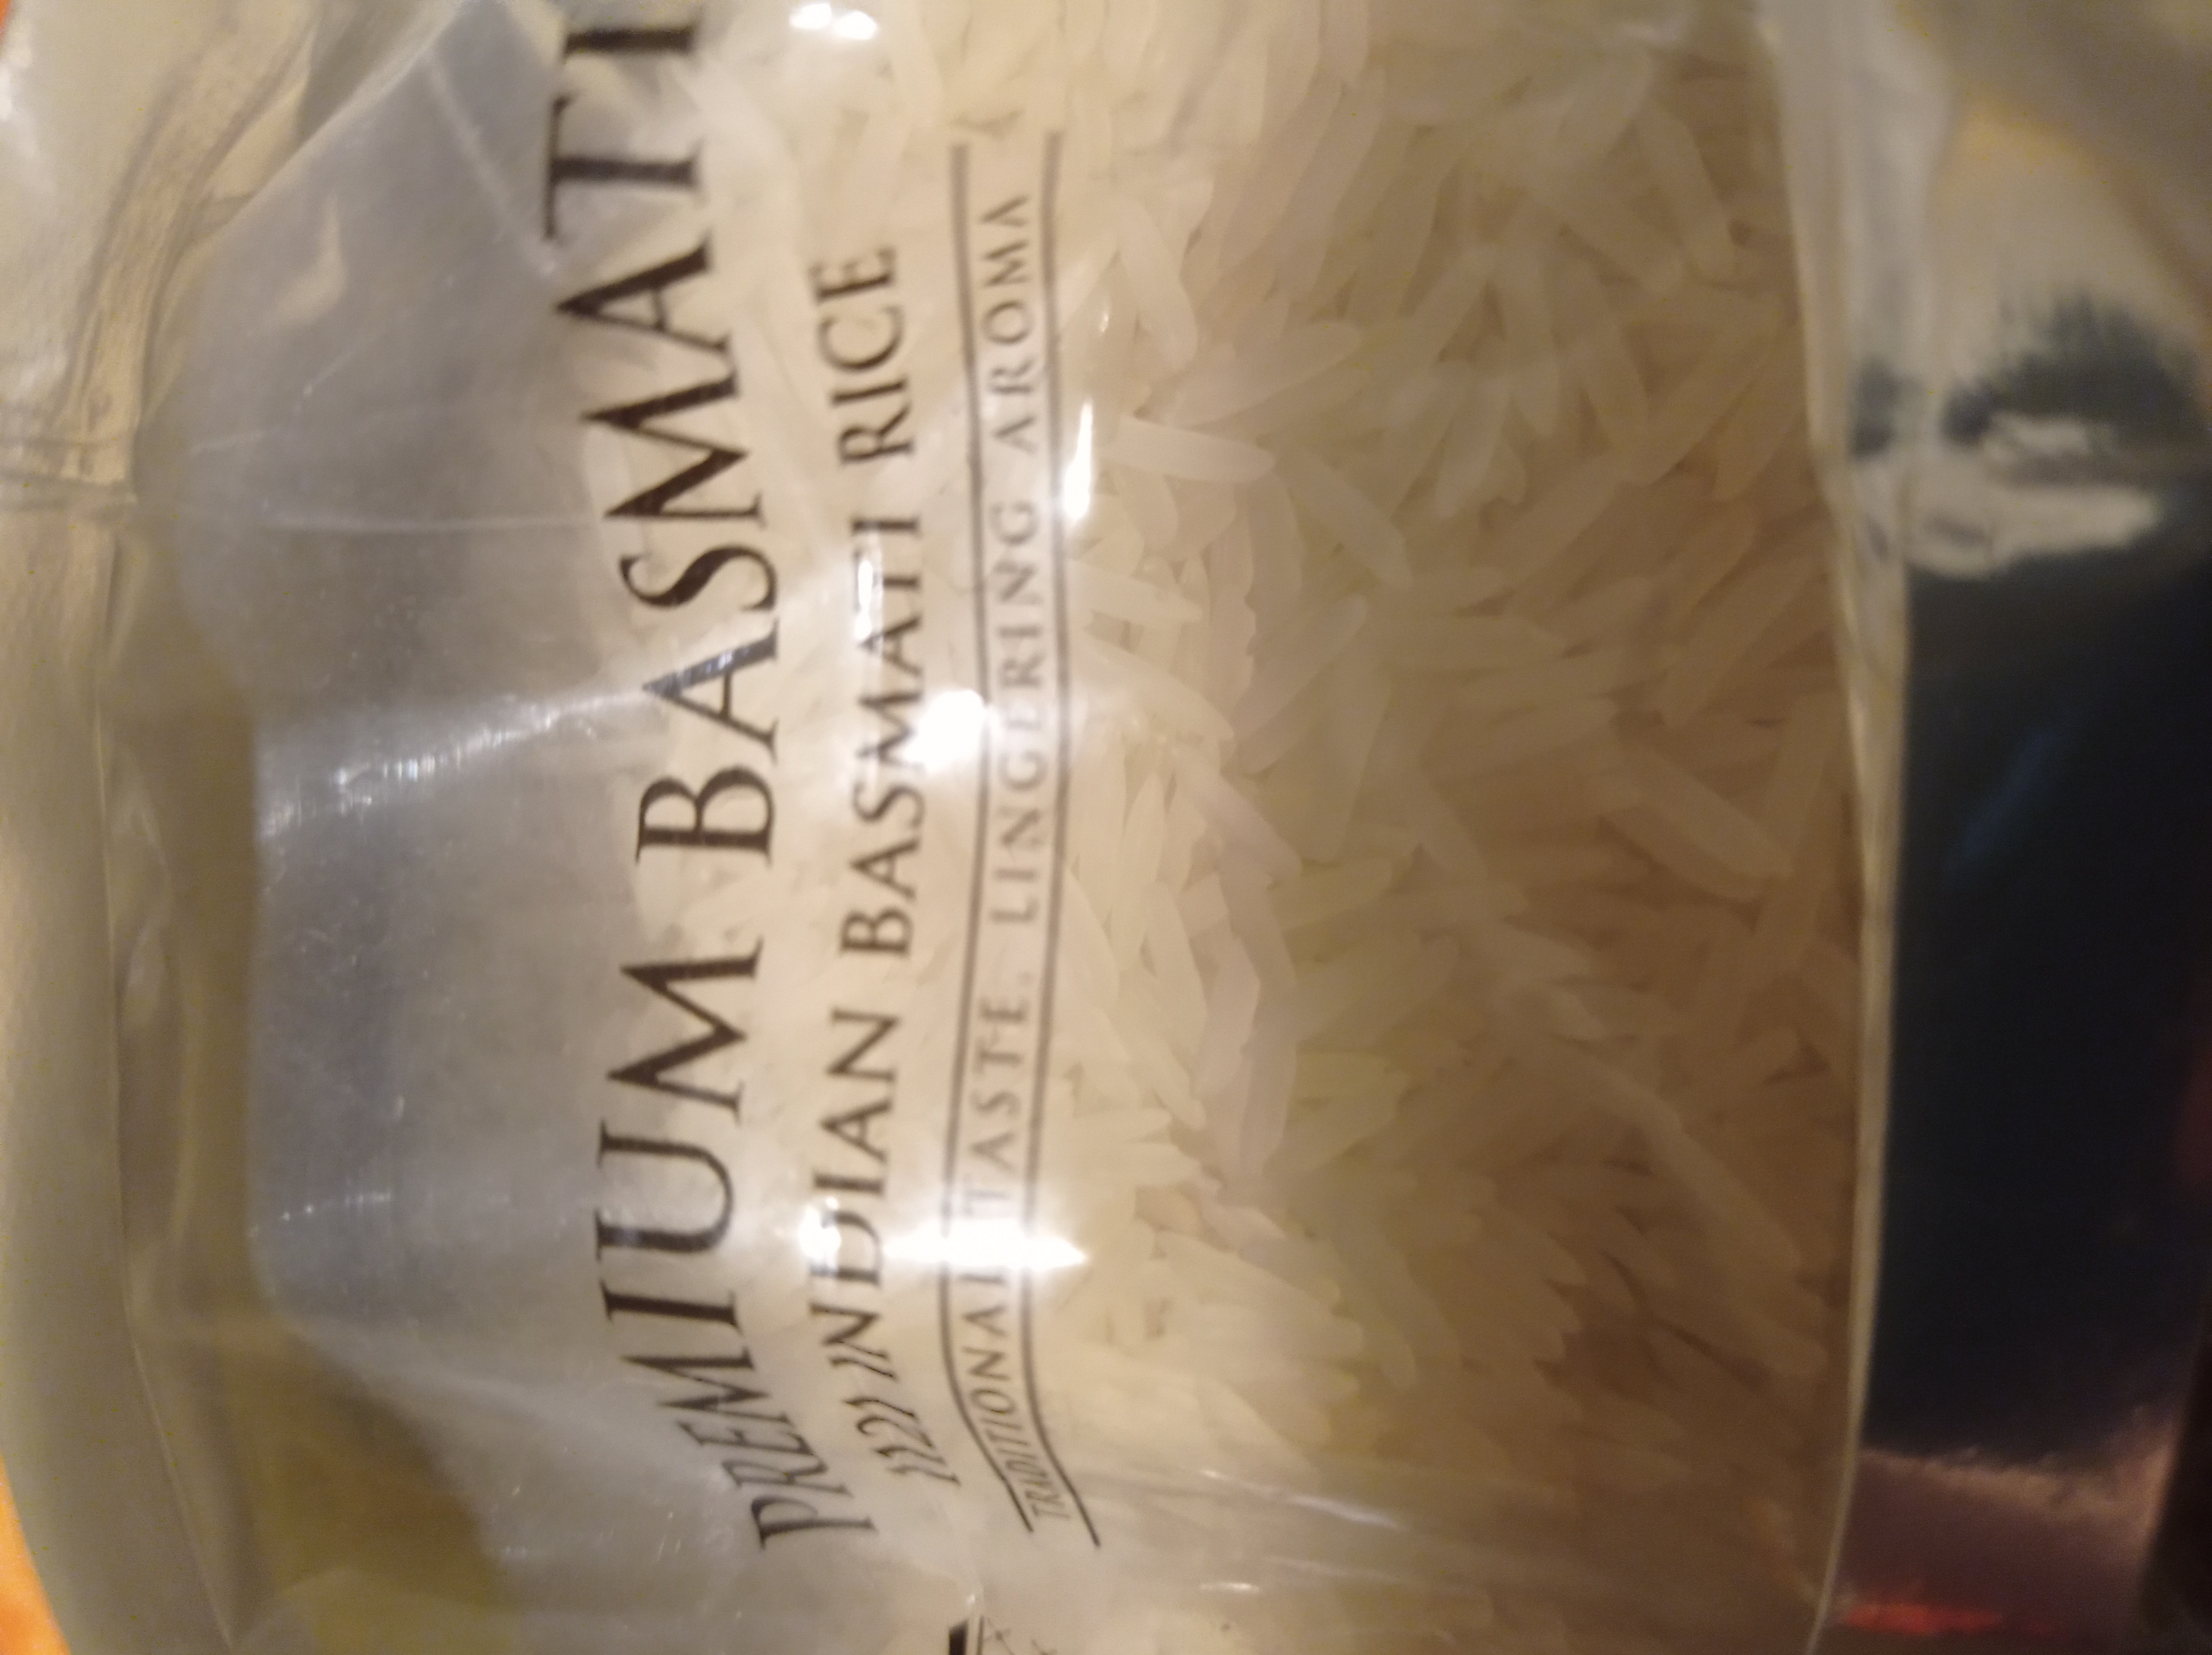 PREMIUM BASMATI
1121 INDIAN BASMATI RICE
TRADITIONAL TASTE. LINGERING AROMA